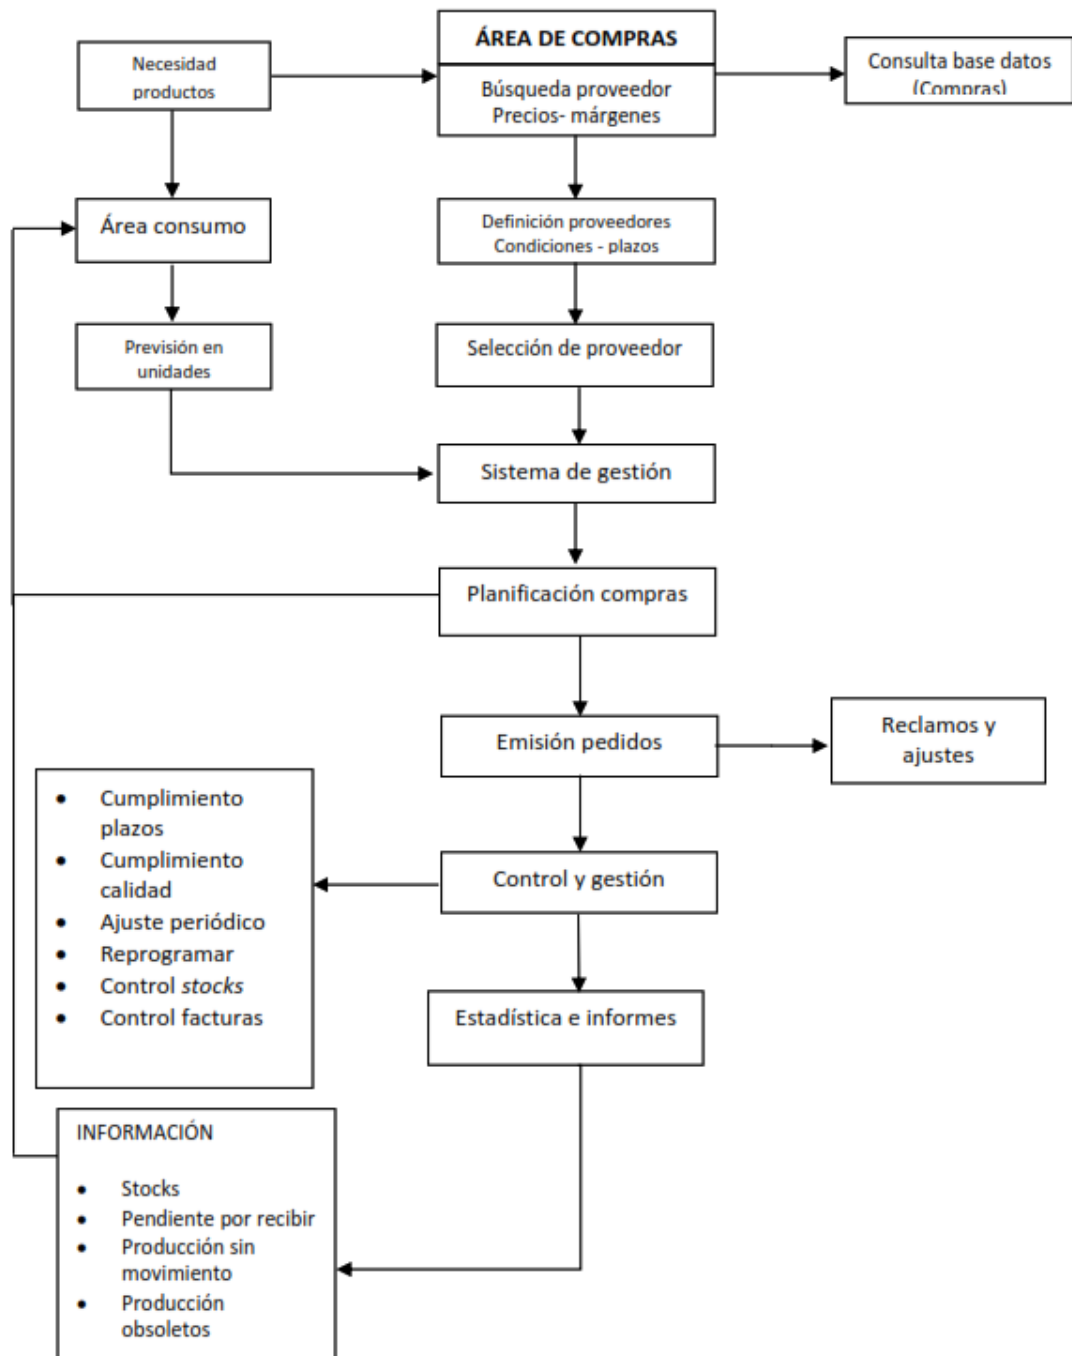 ÁREA DE COMPRAS
Necesidad
productos
Búsqueda proveedor
Precios- márgenes
Consulta base datos
(Compras)
Área consumo
Definición proveedores
Condiciones - plazos
Previsión en
unidades
Selección de proveedor
Sistema de gestión
Planificación compras
Emisión pedidos
Reclamos y
ajustes
• Cumplimiento
plazos
• Cumplimiento
calidad
• Ajuste periódico
• Reprogramar
• Control stocks
• Control facturas
Control y gestión
Estadística e informes
INFORMACIÓN
• Stocks
• Pendiente por recibir
• Producción sin
movimiento
• Producción
obsoletos